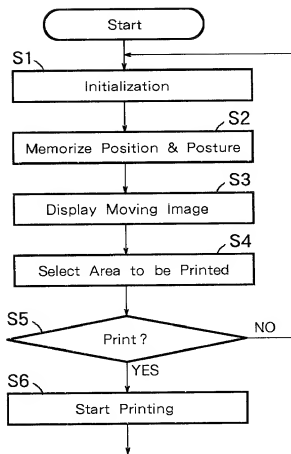 Start
S1
Initialization
S2
Memorize Position & Posture
S3
Display Moving Image
S4
Select Area to be Printed
S5
Print?
NO
YES
S6
Start Printing